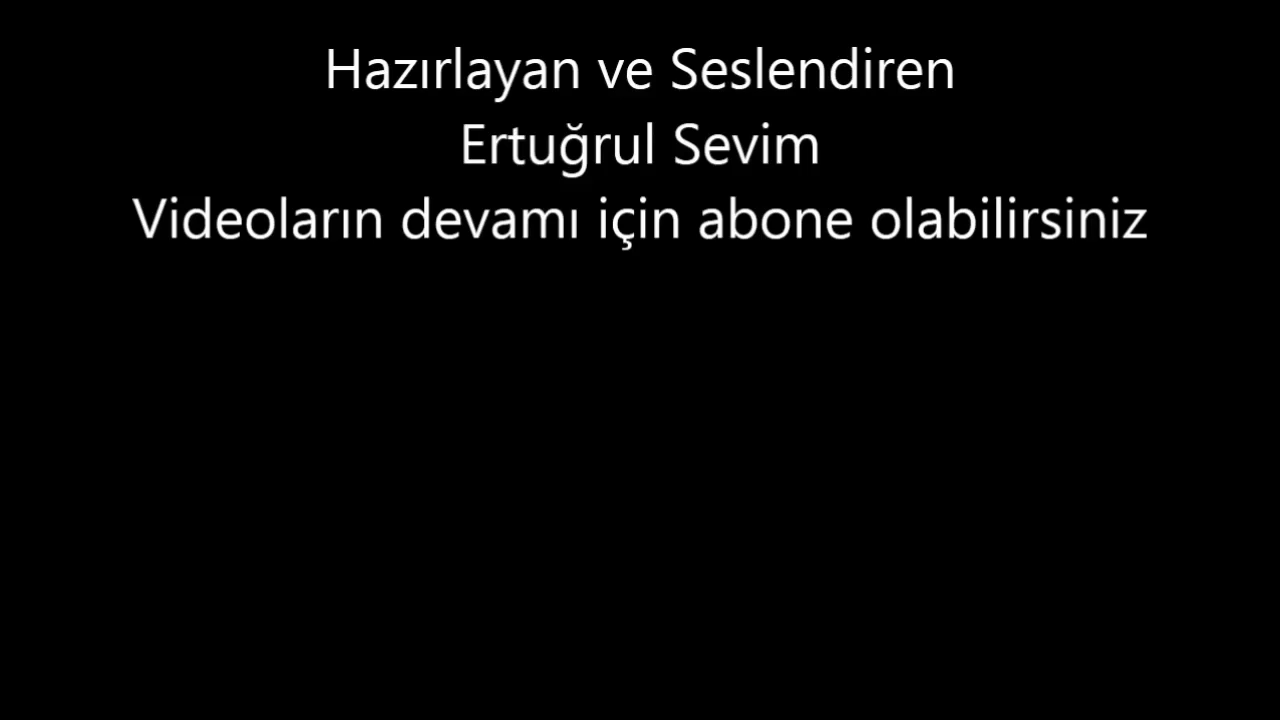 Hazırlayan ve Seslendiren
Ertuğrul Sevim
Videoların devamı için abone olabilirsiniz